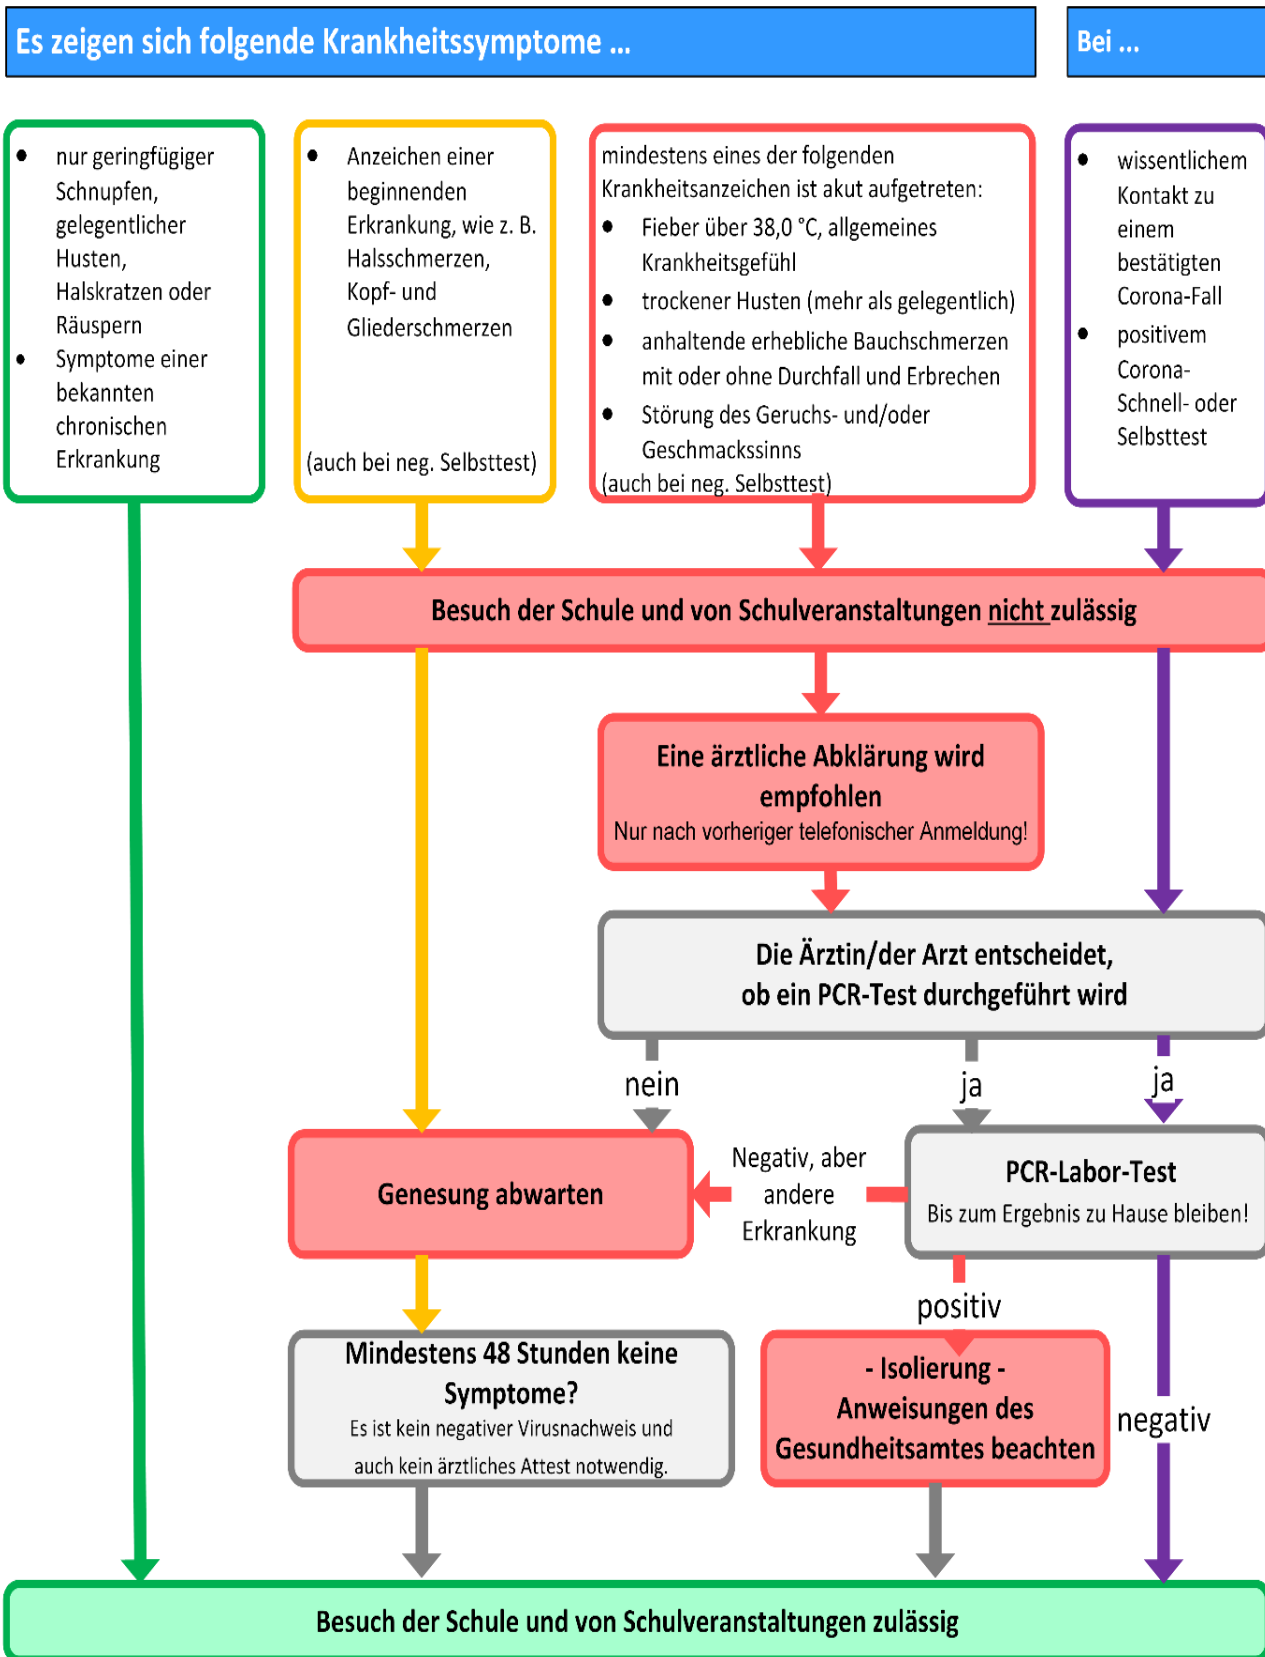 Es zeigen sich folgende Krankheitssymptome ...
Bei ...
• nur geringfügiger
Schnupfen,
gelegentlicher
Husten,
Halskratzen oder
Räuspern
• Symptome einer
bekannten
chronischen
Erkrankung
• Anzeichen einer
beginnenden
Erkrankung, wie z. B.
Halsschmerzen,
Kopf- und
Gliederschmerzen
(auch bei neg. Selbsttest)
mindestens eines der folgenden
Krankheitsanzeichen ist akut aufgetreten:
• Fieber über 38,0 °C, allgemeines
Krankheitsgefühl
• trockener Husten (mehr als gelegentlich)
• anhaltende erhebliche Bauchschmerzen
mit oder ohne Durchfall und Erbrechen
• Störung des Geruchs- und/oder
Geschmackssinns
(auch bei neg. Selbsttest)
• wissentlichem
Kontakt zu
einem
bestätigten
Corona-Fall
• positivem
Corona-
Schnell- oder
Selbsttest
Besuch der Schule und von Schulveranstaltungen nicht zulässig
Eine ärztliche Abklärung wird
empfohlen
Nur nach vorheriger telefonischer Anmeldung!
Die Ärztin/der Arzt entscheidet,
ob ein PCR-Test durchgeführt wird
nein
ja
ja
Genesung abwarten
Negativ, aber
andere
Erkrankung
PCR-Labor-Test
Bis zum Ergebnis zu Hause bleiben!
positiv
Mindestens 48 Stunden keine
Symptome?
Es ist kein negativer Virusnachweis und
auch kein ärztliches Attest notwendig.
- Isolierung -
Anweisungen des
Gesundheitsamtes beachten
negativ
Besuch der Schule und von Schulveranstaltungen zulässig